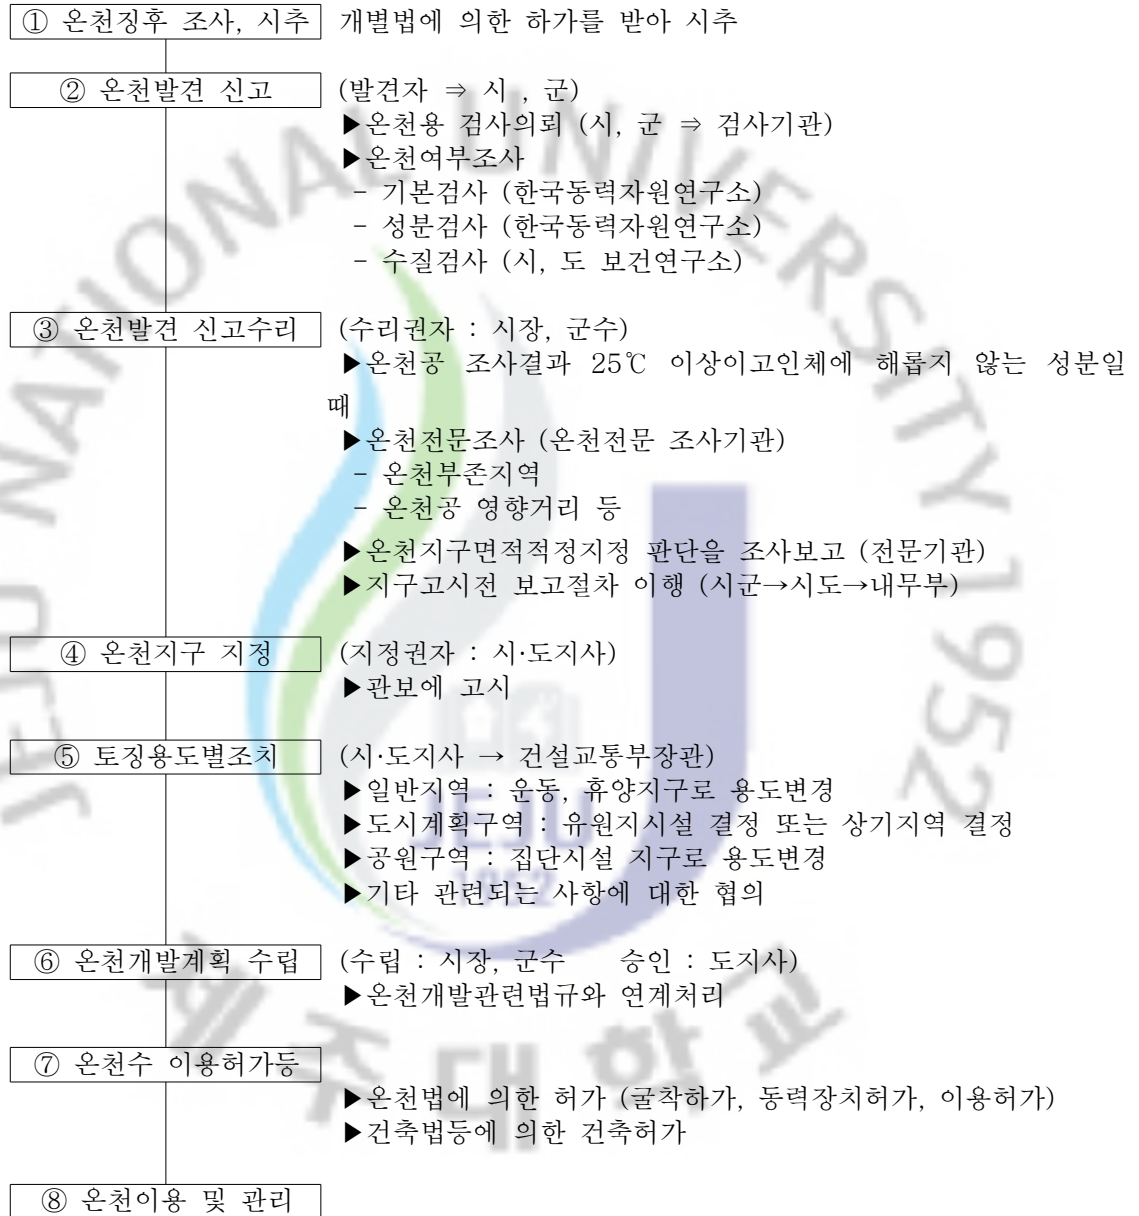 ① 온천징후 조사, 시추 개별법에 의한 하가를 받아 시추
② 온천발견 신고 (발견자 ⇒ 시 , 군)
▶온천용 검사의뢰 (시, 군 ⇒ 검사기관)
▶온천여부조사
- 기본검사 (한국동력자원연구소)
- 성분검사 (한국동력자원연구소)
- 수질검사 (시, 도 보건연구소)
③ 온천발견 신고수리 (수리권자 : 시장, 군수)
▶온천공 조사결과 25℃ 이상이고인체에 해롭지 않는 성분일
때
▶온천전문조사 (온천전문 조사기관)
- 온천부존지역
- 온천공 영향거리 등
▶온천지구면적적정지정 판단을 조사보고 (전문기관)
▶지구고시전 보고절차 이행 (시군→시도→내무부)
④ 온천지구 지정 (지정권자 : 시·도지사)
▶관보에 고시
⑤ 토징용도별조치 (시·도지사 → 건설교통부장관)
▶일반지역 : 운동, 휴양지구로 용도변경
▶도시계획구역 : 유원지시설 결정 또는 상기지역 결정
▶공원구역 : 집단시설 지구로 용도변경
▶기타 관련되는 사항에 대한 협의
⑥ 온천개발계획 수립 (수립 : 시장, 군수 승인 : 도지사)
▶온천개발관련법규와 연계처리
⑦ 온천수 이용허가등
▶온천법에 의한 허가 (굴착하가, 동력장치허가, 이용허가)
▶건축법등에 의한 건축허가
⑧ 온천이용 및 관리
JEJU NATIONAL UNIVERSITY 1952
JEJU
1952
제주대학교